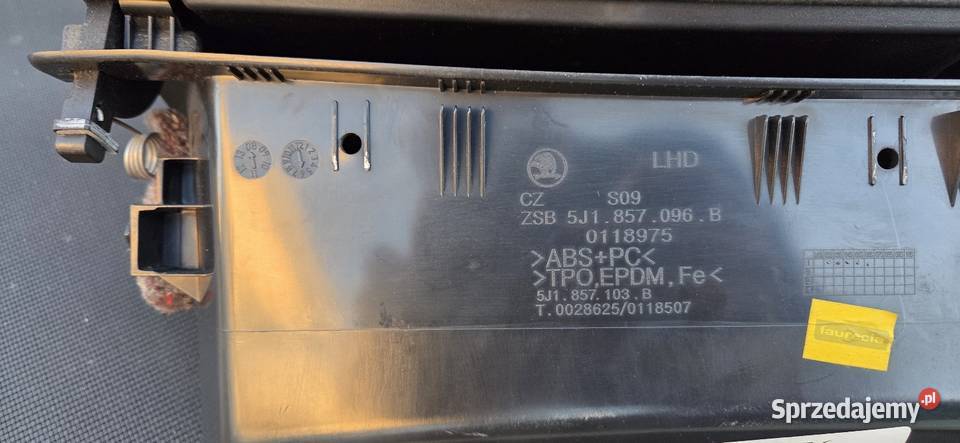 LHD
CZ S09
ZSB 5J1.857.096.B
0118975
>ABS+PC<
>TPO,EPDM,Fe<
5J1.857.103.B
T.0028625/0118507
faurecia
Sprzedajemy.pl